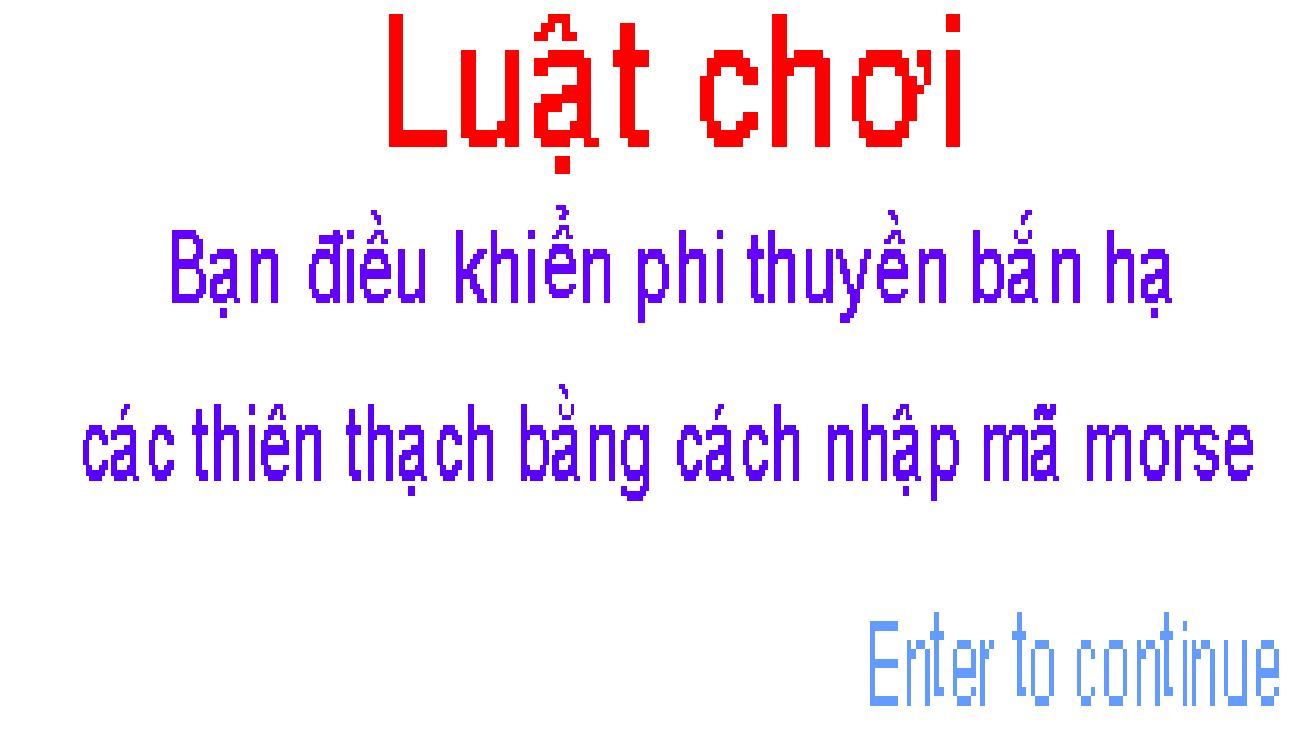 Luật chơi
Bạn điều khiển phi thuyền bắn hạ
các thiên thạch bằng cách nhập mã morse
Enter to continue